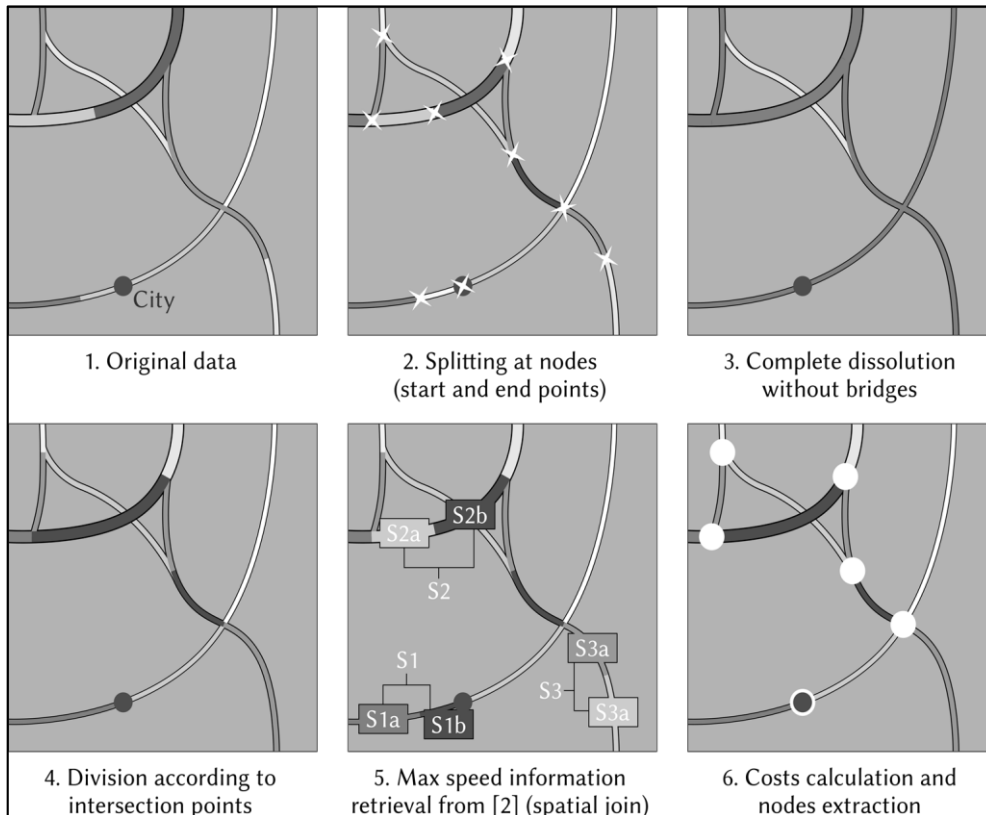 City
1. Original data
2. Splitting at nodes
(start and end points)
3. Complete dissolution
without bridges
S2b
S2a
S2
S3a
S1
S3
S1a
S1b
S3a
4. Division according to
intersection points
5. Max speed information
retrieval from [2] (spatial join)
6. Costs calculation and
nodes extraction